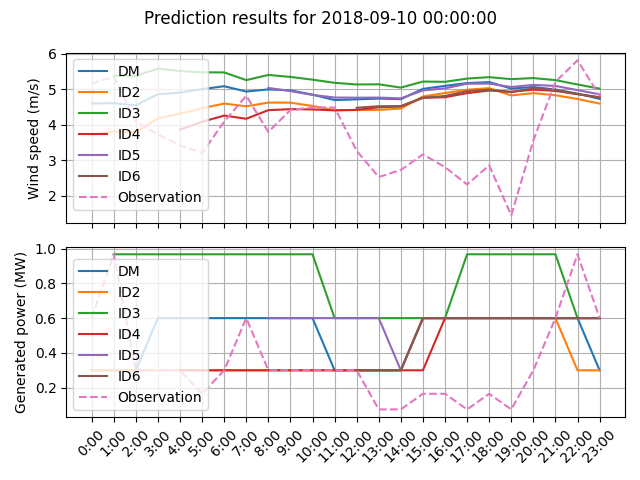 Prediction results for 2018-09-10 00:00:00
Wind speed (m/s)
6
5
4
3
2
DM
ID2
ID3
ID4
ID5
ID6
Observation
Generated power (MW)
1.0
0.8
0.6
0.4
0.2
DM
ID2
ID3
ID4
ID5
ID6
Observation
0:00 1:00 2:00 3:00 4:00 5:00 6:00 7:00 8:00 9:00 10:00 11:00 12:00 13:00 14:00 15:00 16:00 17:00 18:00 19:00 20:00 21:00 22:00 23:00